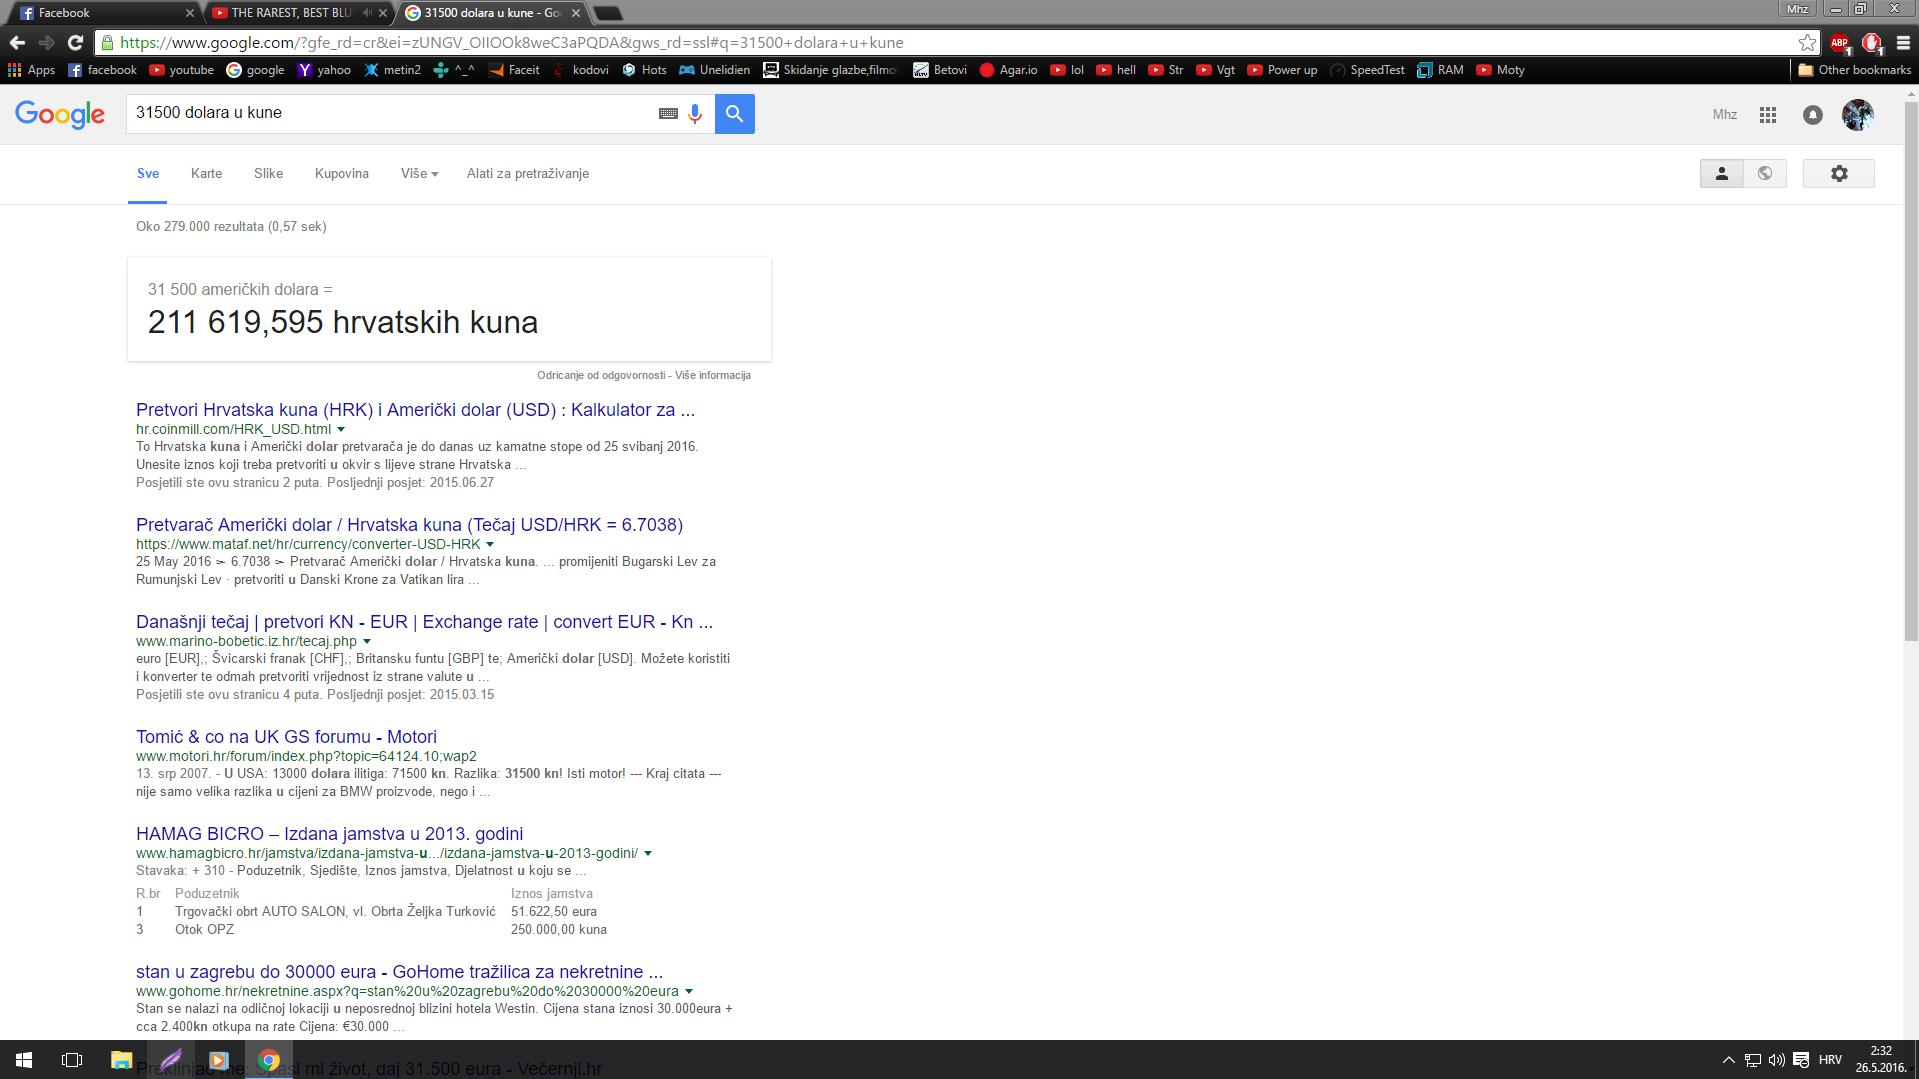 Facebook
THE RAREST, BEST BLU
31500 dolara u kune - Go
Mhz
https://www.google.com/?gfe_rd=cr&ei=zUNGV_OIIOOk8weC3aPQDA&gws_rd=ssl#q=31500+dolara+u+kune
ABP
1
1
Apps
facebook
youtube
google
yahoo
metin2
^_^
Faceit
kodovi
Hots
Unelidien
Skidanje glazbe,filmov
Betovi
Agar.io
lol
hell
Str
Vgt
Power up
SpeedTest
RAM
Moty
Other bookmarks
Google
31500 dolara u kune
Mhz
Sve
Karte
Slike
Kupovina
Više
Alati za pretraživanje
Oko 279.000 rezultata (0,57 sek)
31 500 američkih dolara =
211 619,595 hrvatskih kuna
Odricanje od odgovornosti - Više informacija
Pretvori Hrvatska kuna (HRK) i Američki dolar (USD) : Kalkulator za ...
hr.coinmill.com/HRK_USD.html
To Hrvatska kuna i Američki dolar pretvarača je do danas uz kamatne stope od 25 svibanj 2016.
Unesite iznos koji treba pretvoriti u okvir s lijeve strane Hrvatska ...
Posjetili ste ovu stranicu 2 puta. Posljednji posjet: 2015.06.27
Pretvarač Američki dolar / Hrvatska kuna (Tečaj USD/HRK = 6.7038)
https://www.mataf.net/hr/currency/converter-USD-HRK
25 May 2016 ➣ 6.7038 ➣ Pretvarač Američki dolar / Hrvatska kuna. ... promijeniti Bugarski Lev za
Rumunjski Lev · pretvoriti u Danski Krone za Vatikan lira ...
Današnji tečaj | pretvori KN - EUR | Exchange rate | convert EUR - Kn ...
www.marino-bobetic.iz.hr/tecaj.php
euro [EUR],; Švicarski franak [CHF],; Britansku funtu [GBP] te; Američki dolar [USD]. Možete koristiti
i konverter te odmah pretvoriti vrijednost iz strane valute u ...
Posjetili ste ovu stranicu 4 puta. Posljednji posjet: 2015.03.15
Tomić & co na UK GS forumu - Motori
www.motori.hr/forum/index.php?topic=64124.10;wap2
13. srp 2007. - U USA: 13000 dolara ilitiga: 71500 kn. Razlika: 31500 kn! Isti motor! --- Kraj citata ---
nije samo velika razlika u cijeni za BMW proizvode, nego i ...
HAMAG BICRO – Izdana jamstva u 2013. godini
www.hamagbicro.hr/jamstva/izdana-jamstva-u.../izdana-jamstva-u-2013-godini/
Stavaka: + 310 - Poduzetnik, Sjedište, Iznos jamstva, Djelatnost u koju se ...
R.br Poduzetnik Iznos jamstva
1 Trgovački obrt AUTO SALON, vl. Obrta Željka Turković 51.622,50 eura
3 Otok OPZ 250.000,00 kuna
stan u zagrebu do 30000 eura - GoHome tražilica za nekretnine ...
www.gohome.hr/nekretnine.aspx?q=stan%20u%20zagrebu%20do%2030000%20eura
Stan se nalazi na odličnoj lokaciji u neposrednoj blizini hotela Westin. Cijena stana iznosi 30.000eura +
cca 2.400kn otkupa na rate Cijena: €30.000 ...
mi život, daj 31.500 eura - Večernji.hr
HRV
2:32
26.5.2016.